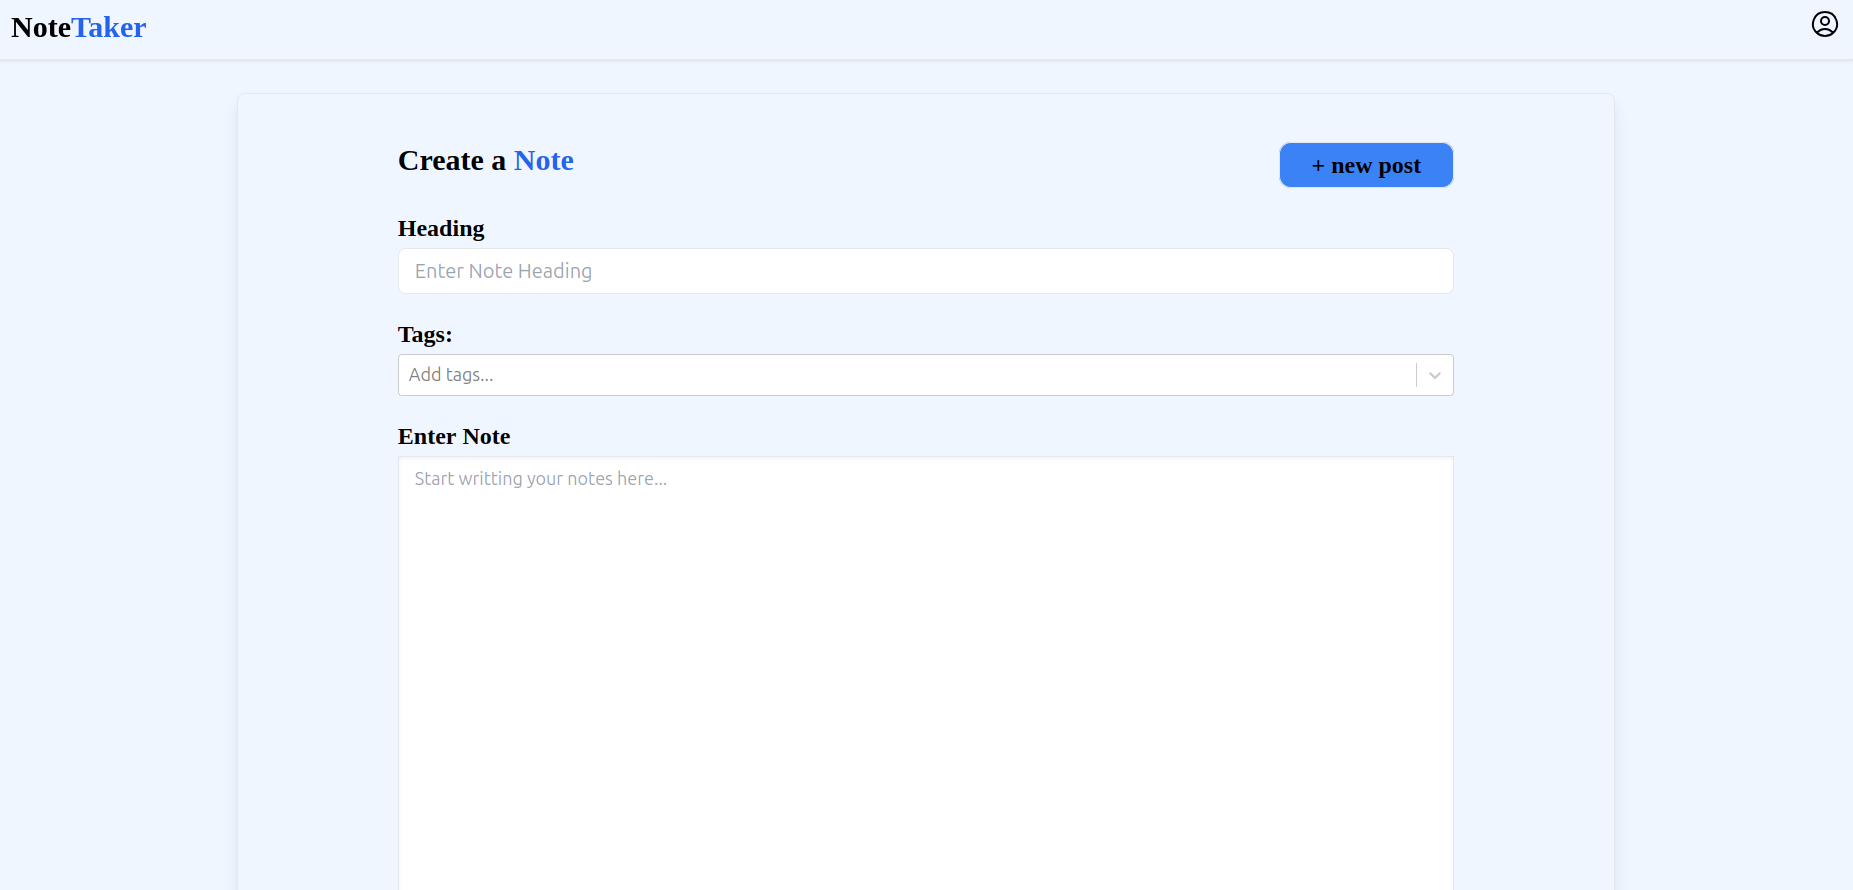 NoteTaker
Create a Note
+ new post
Heading
Enter Note Heading
Tags:
Add tags...
Enter Note
Start writting your notes here...